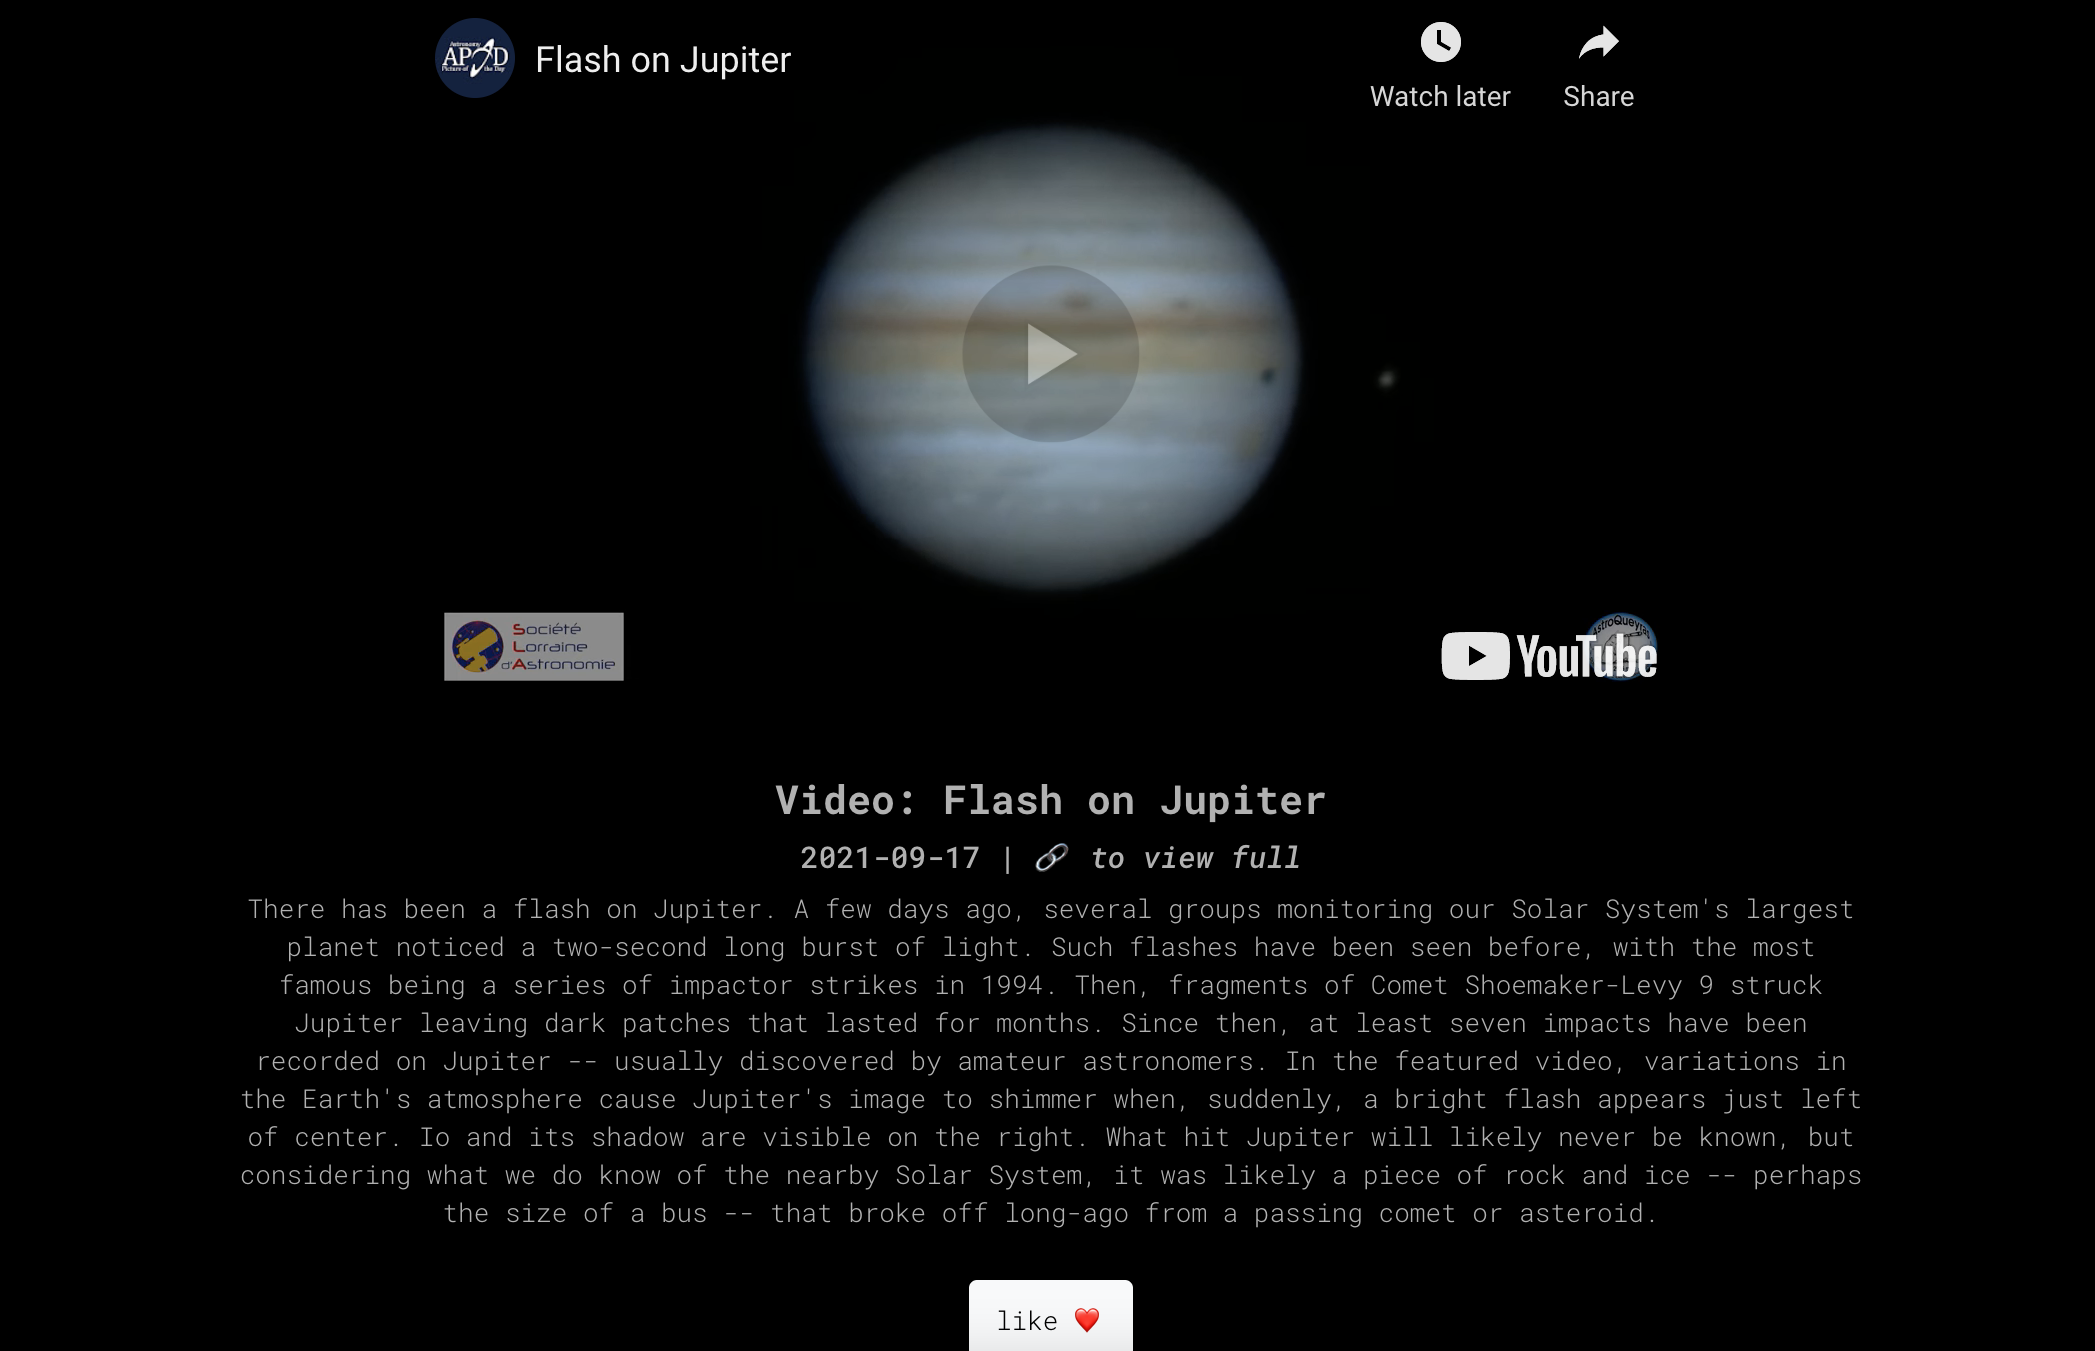 Astronomy
APOD
Picture of the Day
Flash on Jupiter
Watch later
Share
Société
Lorraine
d'Astronomie
AstroQueyras
YouTube
Video: Flash on Jupiter
2021-09-17 | 🔗 to view full
There has been a flash on Jupiter. A few days ago, several groups monitoring our Solar System's largest
planet noticed a two-second long burst of light. Such flashes have been seen before, with the most
famous being a series of impactor strikes in 1994. Then, fragments of Comet Shoemaker-Levy 9 struck
Jupiter leaving dark patches that lasted for months. Since then, at least seven impacts have been
recorded on Jupiter -- usually discovered by amateur astronomers. In the featured video, variations in
the Earth's atmosphere cause Jupiter's image to shimmer when, suddenly, a bright flash appears just left
of center. Io and its shadow are visible on the right. What hit Jupiter will likely never be known, but
considering what we do know of the nearby Solar System, it was likely a piece of rock and ice -- perhaps
the size of a bus -- that broke off long-ago from a passing comet or asteroid.
like ❤️